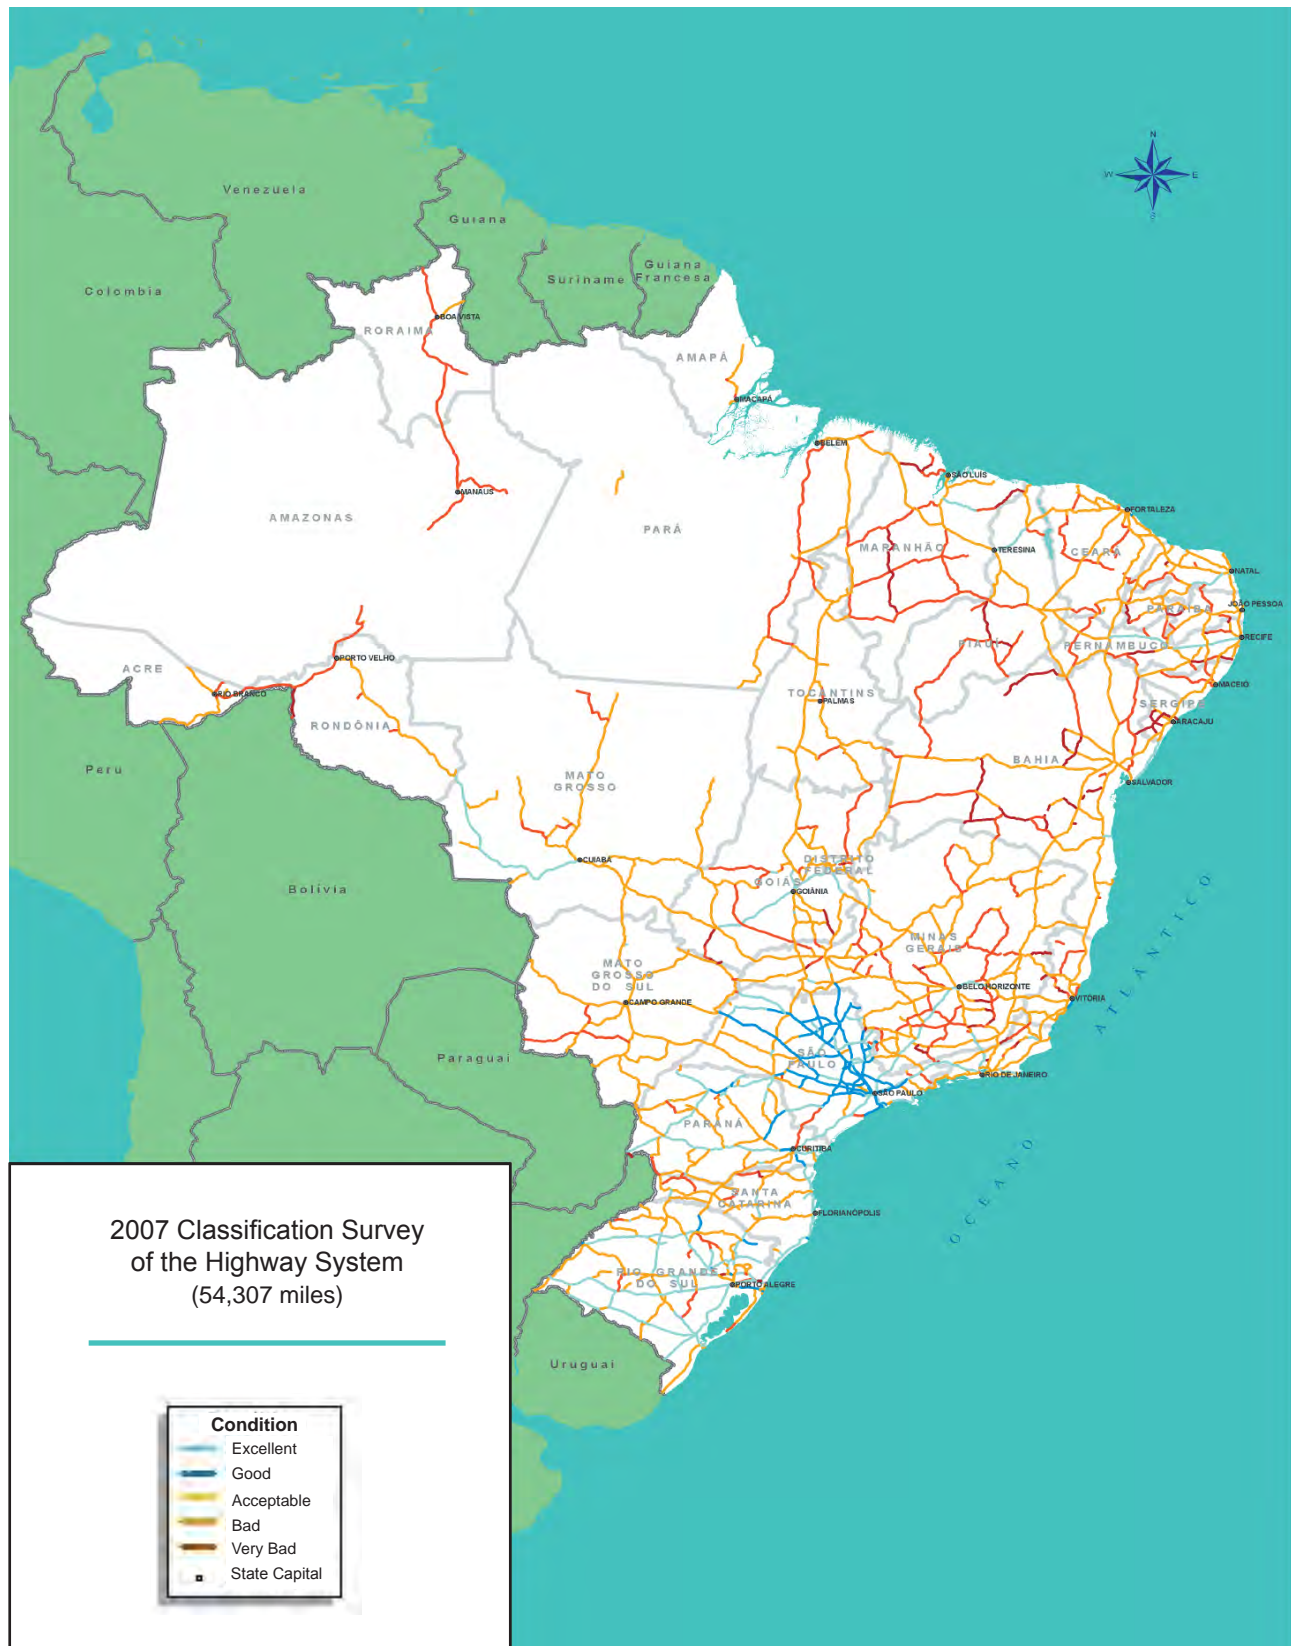 N
W
E
S
Venezuela
Guiana
Suriname
Guiana
Francesa
Colombia
BOA VISTA
RORAIMA
AMAPÁ
MACAPÁ
BELÉM
SÃO LUÍS
MANAUS
AMAZONAS
PARÁ
FORTALEZA
MARANHÃO
TERESINA
CEARÁ
NATAL
PARAÍBA
JOÃO PESSOA
RECIFE
PIAUÍ
PERNAMBUCO
ACRE
PORTO VELHO
RIO BRANCO
MACEIÓ
TOCANTINS
PALMAS
SERGIPE
ARACAJU
RONDÔNIA
Peru
MATO
GROSSO
BAHIA
SALVADOR
CUIABÁ
DISTRITO
FEDERAL
GOIÁS
GOIÂNIA
Bolívia
MINAS
GERAIS
MATO
GROSSO
DO SUL
CAMPO GRANDE
BELO HORIZONTE
VITÓRIA
OCEANO ATLÂNTICO
Paraguai
SÃO
PAULO
RIO DE JANEIRO
SÃO PAULO
PARANÁ
CURITIBA
SANTA
CATARINA
FLORIANÓPOLIS
RIO GRANDE
DO SUL
PORTO ALEGRE
Uruguai
2007 Classification Survey
of the Highway System
(54,307 miles)
Condition
Excellent
Good
Acceptable
Bad
Very Bad
State Capital